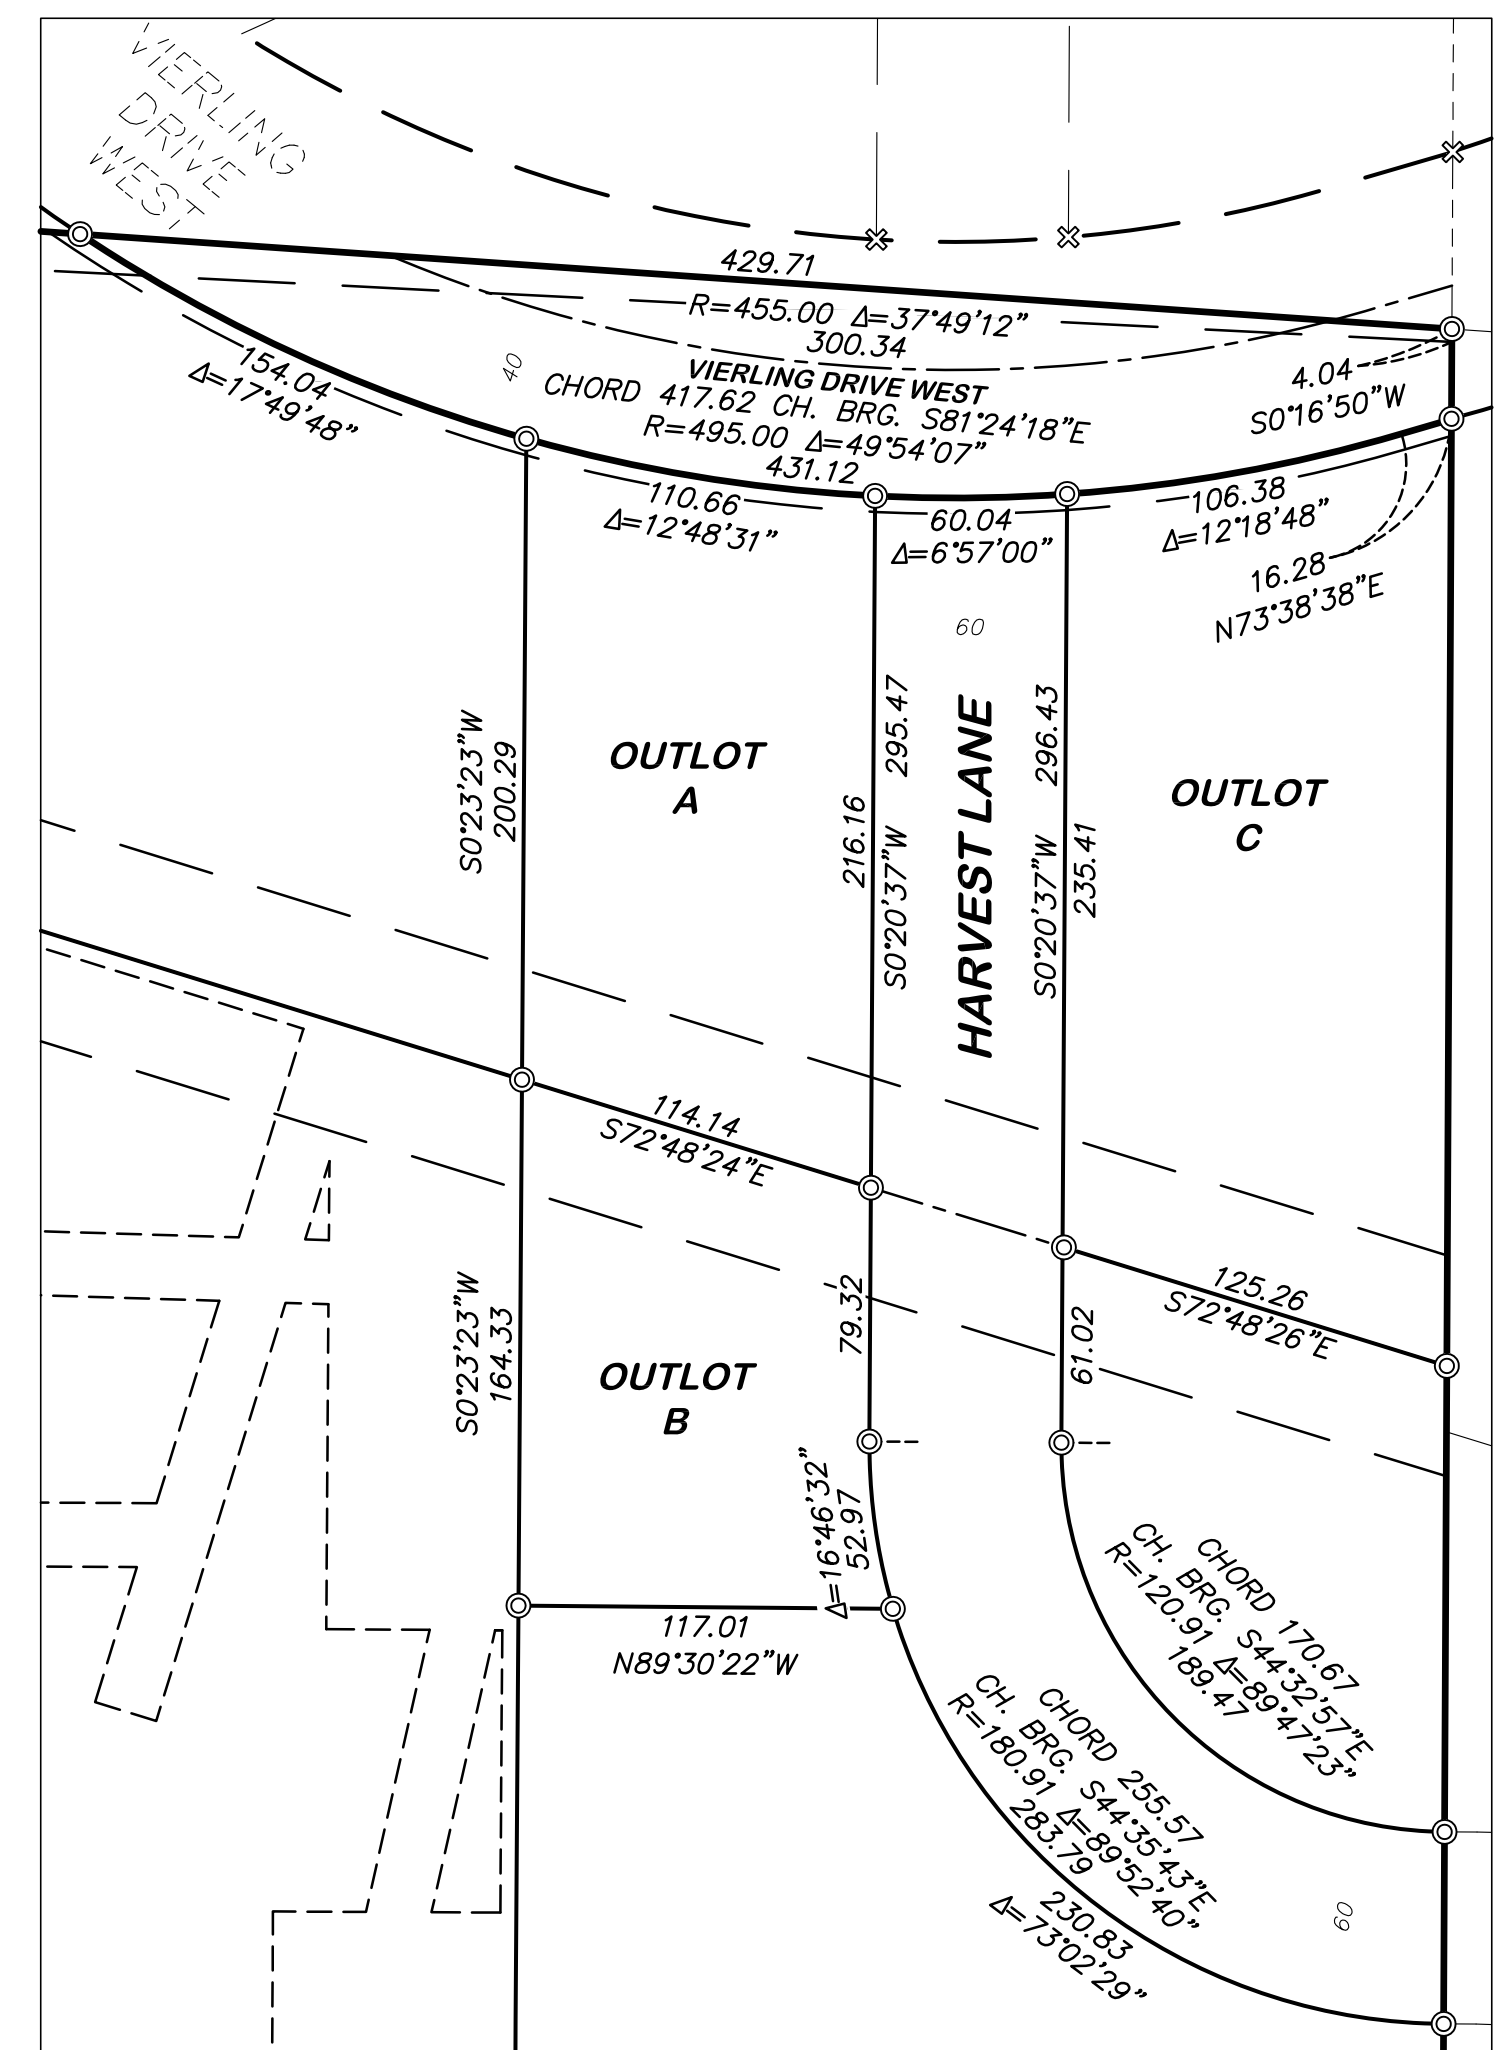 VIERLING
DRIVE
WEST
429.71
R=455.00 Δ=37°49'12"
300.34
VIERLING DRIVE WEST
CHORD 417.62 CH. BRG. S81°24'18"E
R=495.00 Δ=49°54'07"
431.12
40
154.04
Δ=17°49'48"
110.66
Δ=12°48'31"
60.04
Δ=6°57'00"
106.38
Δ=12°18'48"
4.04
S0°16'50"W
16.28
N73°38'38"E
60
S0°23'23"W
200.29
OUTLOT
A
216.16
S0°20'37"W 295.47
HARVEST LANE
S0°20'37"W 296.43
235.41
OUTLOT
C
114.14
S72°48'24"E
125.26
S72°48'26"E
S0°23'23"W
164.33
OUTLOT
B
79.32
61.02
Δ=16°46'32"
52.97
117.01
N89°30'22"W
CHORD 170.67
CH. BRG. S44°32'57"E
R=120.91 Δ=89°47'23"
189.47
CHORD 255.57
CH. BRG. S44°35'43"E
R=180.91 Δ=89°52'40"
283.79
230.83
Δ=73°02'29"
60